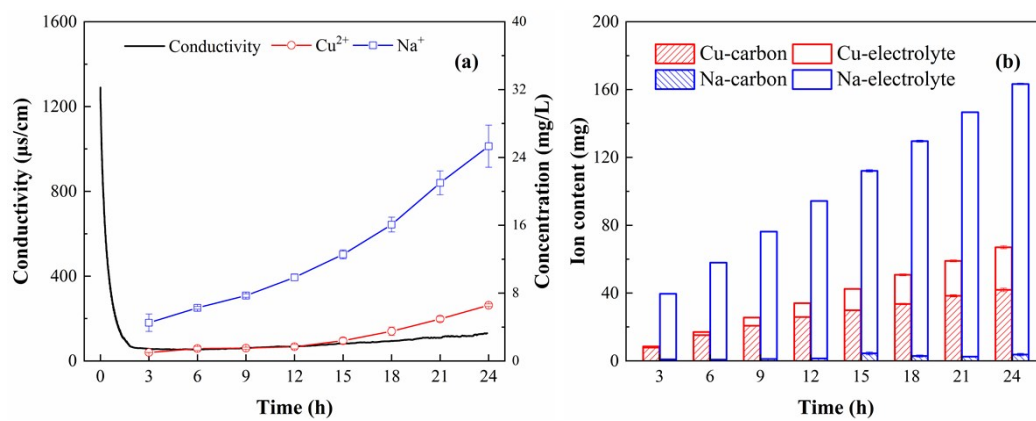 1600
1200
800
400
0
Conductivity (μs/cm)
Conductivity
Cu2+
Na+
(a)
40
32
24
16
8
0
Concentration (mg/L)
0 3 6 9 12 15 18 21 24
Time (h)
200
160
120
80
40
0
Ion content (mg)
Cu-carbon Cu-electrolyte
Na-carbon Na-electrolyte
(b)
3 6 9 12 15 18 21 24
Time (h)